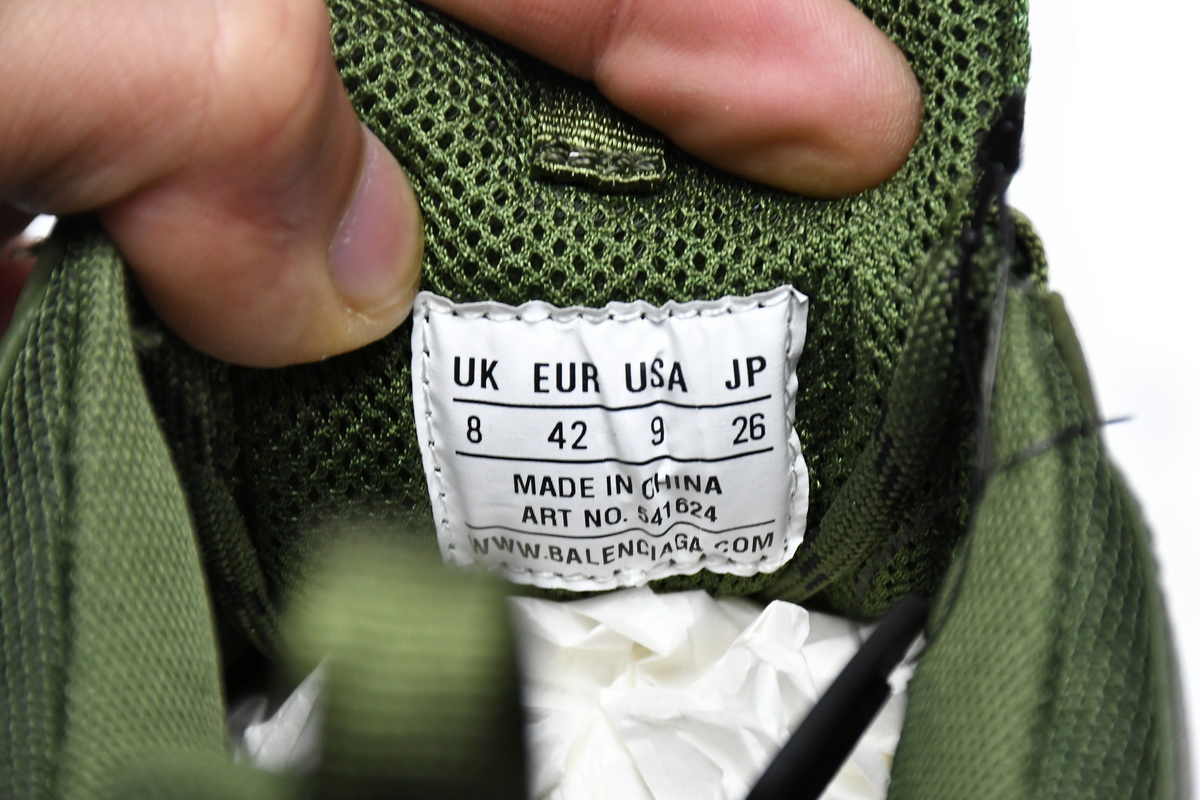 UK EUR USA JP
8 42 9 26
MADE IN CHINA
ART NO. 541624
WWW.BALENCIAGA.COM